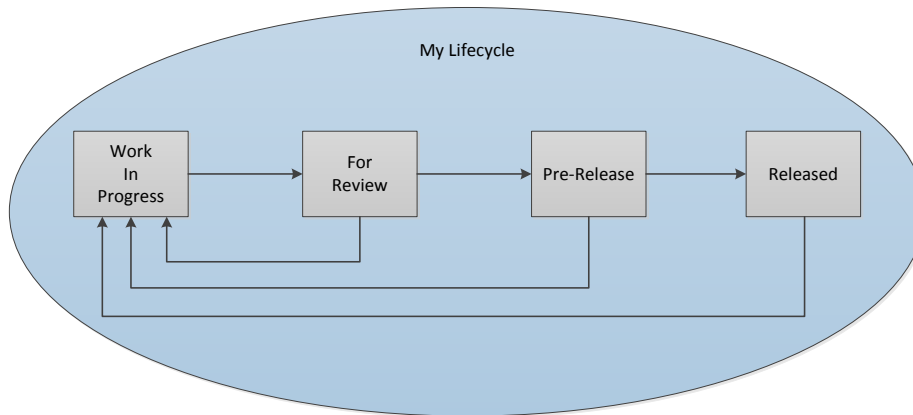 My Lifecycle
Work
In
Progress
For
Review
Pre-Release
Released